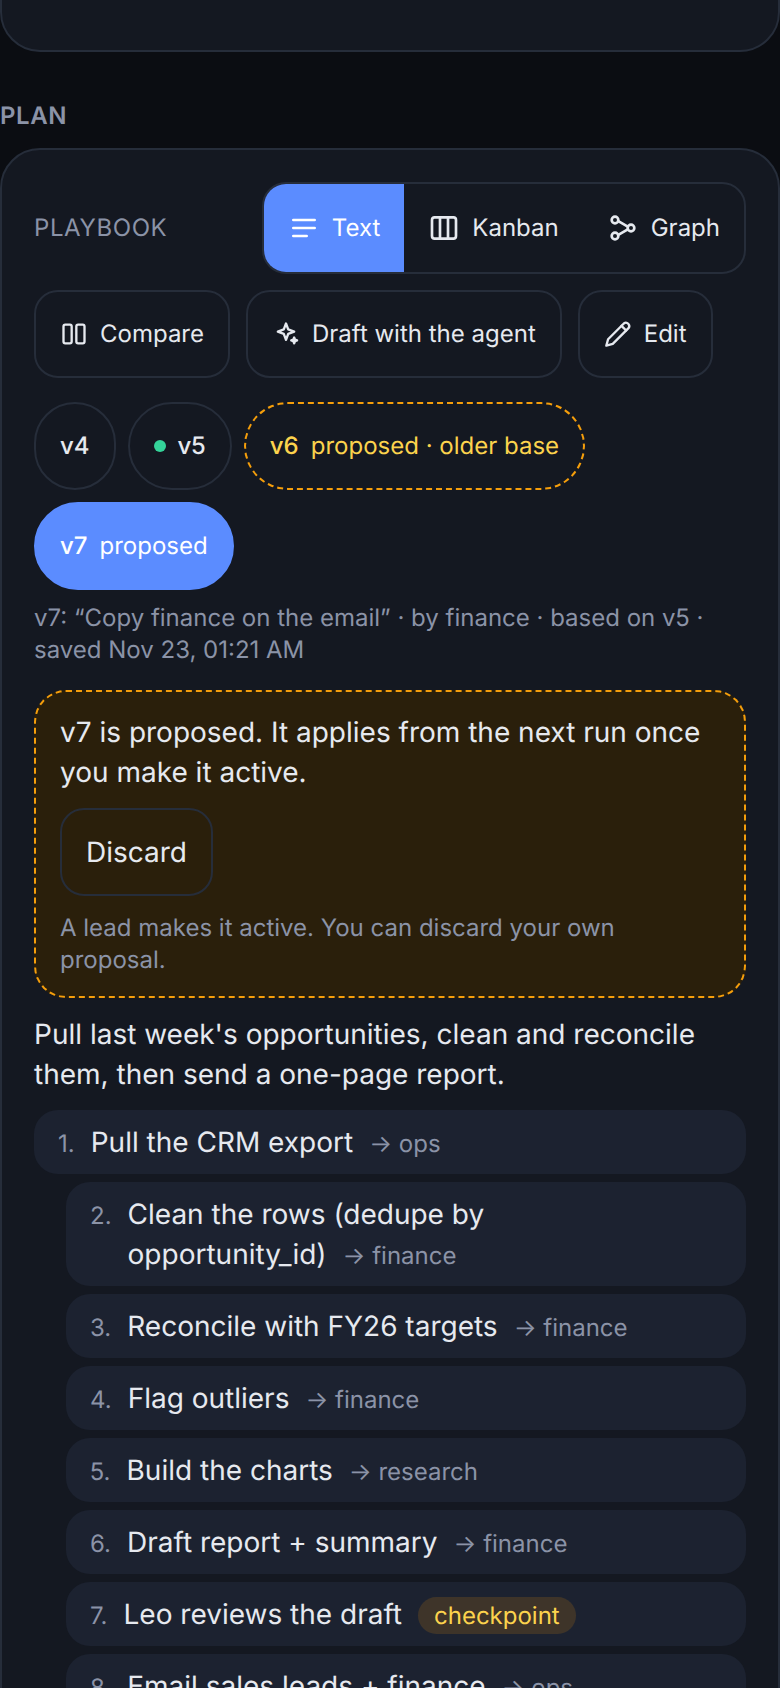 PLAN
PLAYBOOK
Text
Kanban
Graph
Compare
Draft with the agent
Edit
v4
v5
v6 proposed · older base
v7 proposed
v7: “Copy finance on the email” · by finance · based on v5 ·
saved Nov 23, 01:21 AM
v7 is proposed. It applies from the next run once
you make it active.
Discard
A lead makes it active. You can discard your own
proposal.
Pull last week's opportunities, clean and reconcile
them, then send a one-page report.
1. Pull the CRM export → ops
2. Clean the rows (dedupe by
opportunity_id) → finance
3. Reconcile with FY26 targets → finance
4. Flag outliers → finance
5. Build the charts → research
6. Draft report + summary → finance
7. Leo reviews the draft checkpoint
8. Email sales leads + finance → ops